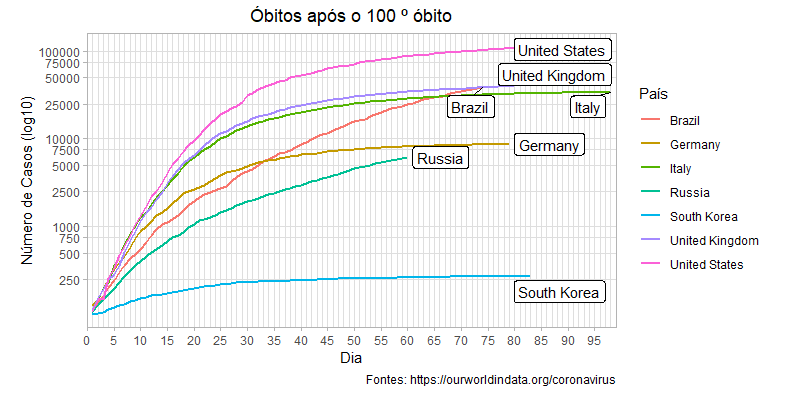 Óbitos após o 100 º óbito
Número de Casos (log10)
100000
75000
50000
25000
10000
7500
5000
2500
1000
750
500
250
United States
United Kingdom
Brazil
Italy
Germany
Russia
South Korea
0 5 10 15 20 25 30 35 40 45 50 55 60 65 70 75 80 85 90 95
Dia
País
Brazil
Germany
Italy
Russia
South Korea
United Kingdom
United States
Fontes: https://ourworldindata.org/coronavirus